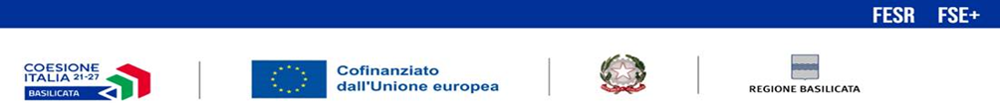 FESR FSE+
COESIONE
ITALIA 21-27
BASILICATA
Cofinanziato
dall'Unione europea
REGIONE BASILICATA